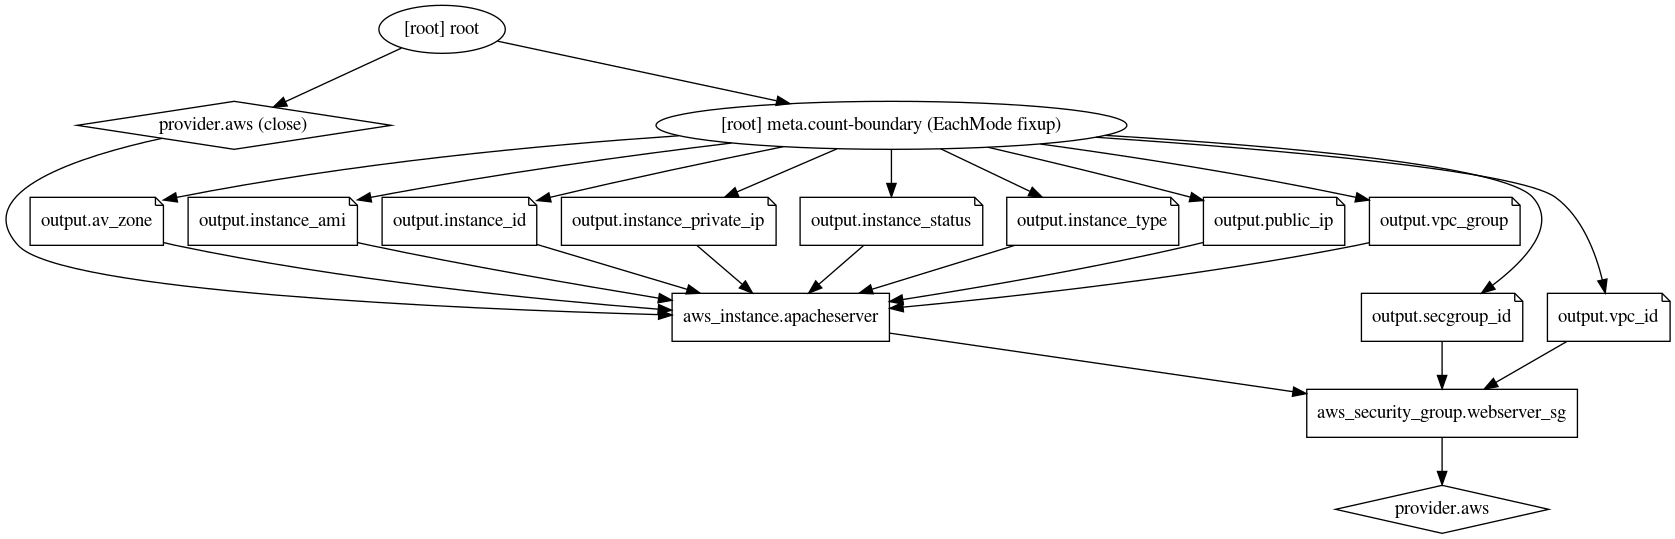 [root] root
provider.aws (close)
[root] meta.count-boundary (EachMode fixup)
output.av_zone
output.instance_ami
output.instance_id
output.instance_private_ip
output.instance_status
output.instance_type
output.public_ip
output.vpc_group
aws_instance.apacheserver
output.secgroup_id
output.vpc_id
aws_security_group.webserver_sg
provider.aws